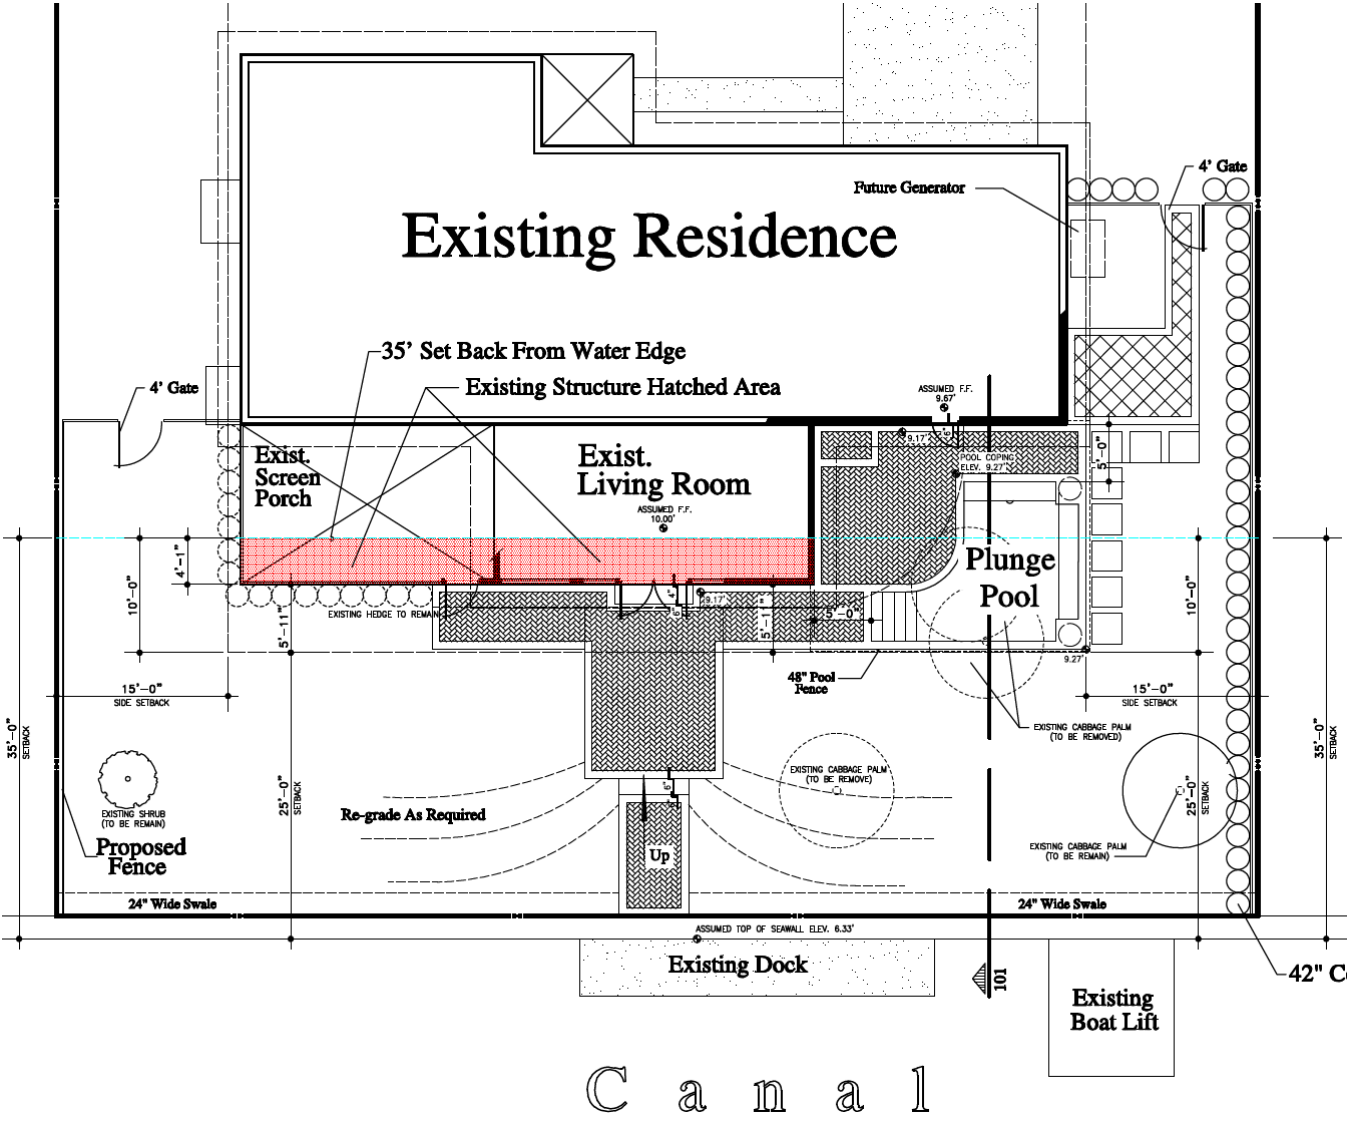 4' Gate
Future Generator
Existing Residence
35' Set Back From Water Edge
Existing Structure Hatched Area
4' Gate
ASSUMED F.F.
9.67'
Exist.
Screen
Porch
Exist.
Living Room
ASSUMED F.F.
10.00'
9.17'
6"
POOL COPING
ELEV. 9.27'
5'-0"
4'-1"
10'-0"
Plunge
Pool
10'-0"
EXISTING HEDGE TO REMAIN
5'-11"
6"
9.17'
5'-11"
5'-0"
9.27'
48" Pool
Fence
15'-0"
SIDE SETBACK
15'-0"
SIDE SETBACK
35'-0"
SETBACK
35'-0"
SETBACK
EXISTING CABBAGE PALM
(TO BE REMOVED)
EXISTING CABBAGE PALM
(TO BE REMOVE)
25'-0"
SETBACK
25'-0"
SETBACK
6"
EXISTING SHRUB
(TO BE REMAIN)
Re-grade As Required
Proposed
Fence
Up
EXISTING CABBAGE PALM
(TO BE REMAIN)
24" Wide Swale
24" Wide Swale
ASSUMED TOP OF SEAWALL ELEV. 6.33'
Existing Dock
101
42" C
Existing
Boat Lift
Canal